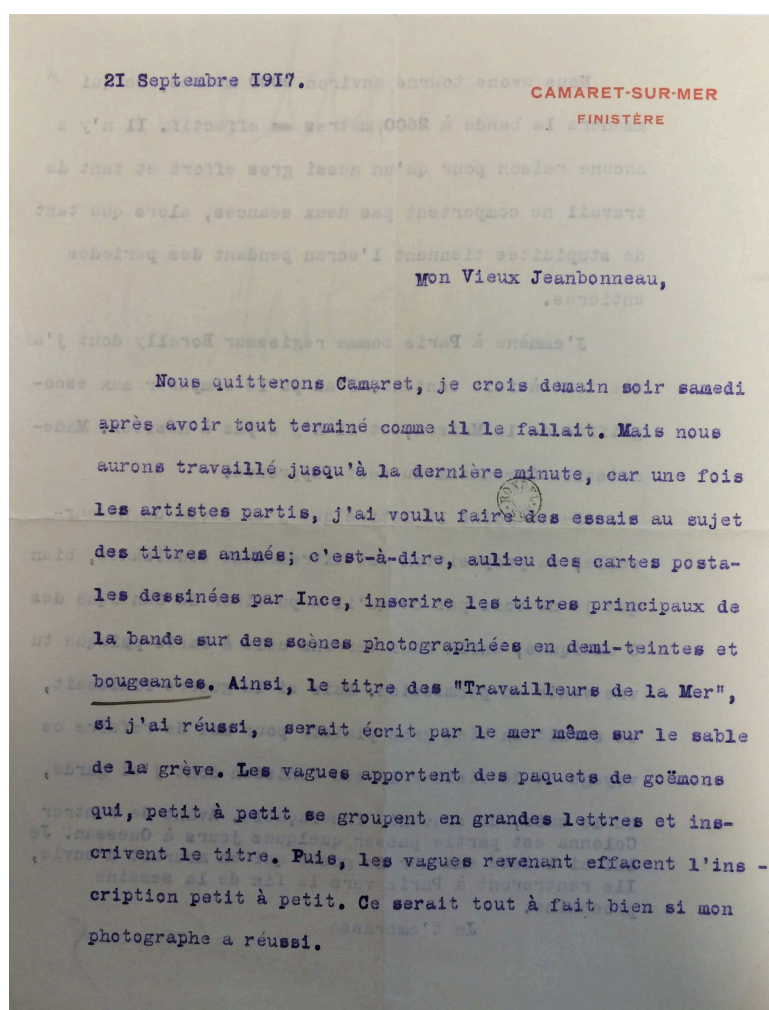 21 Septembre 1917.
CAMARET-SUR-MER
FINISTÈRE
Mon Vieux Jeanbonneau,
Nous quitterons Camaret, je crois demain soir samedi
après avoir tout terminé comme il le fallait. Mais nous
aurons travaillé jusqu'à la dernière minute, car une fois
les artistes partis, j'ai voulu faire des essais au sujet
des titres animés; c'est-à-dire, aulieu des cartes posta-
les dessinées par Ince, inscrire les titres principaux de
la bande sur des scènes photographiées en demi-teintes et
bougeantes. Ainsi, le titre des "Travailleurs de la Mer",
si j'ai réussi, serait écrit par le mer même sur le sable
de la grève. Les vagues apportent des paquets de goëmons
qui, petit à petit se groupent en grandes lettres et ins-
crivent le titre. Puis, les vagues revenant effacent l'ins -
cription petit à petit. Ce serait tout à fait bien si mon
photographe a réussi.